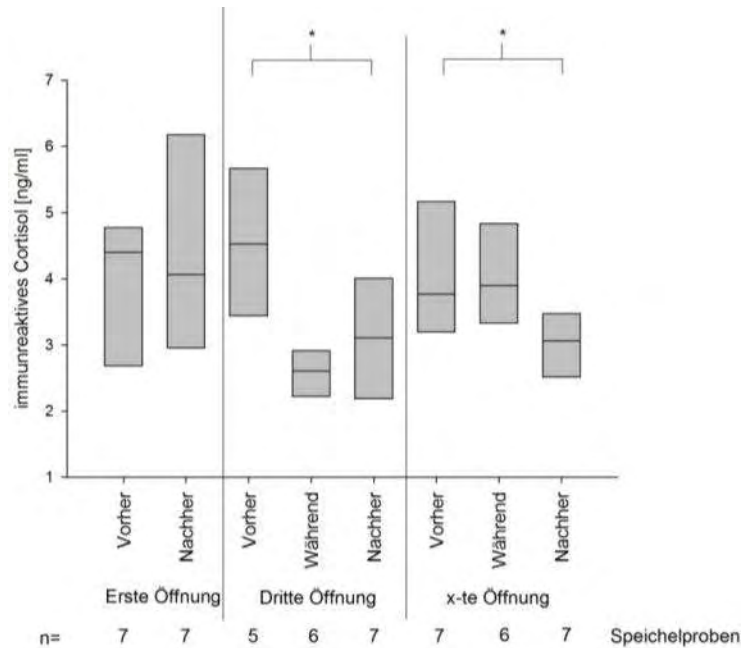 * *
7
6
5
4
3
2
1
immunreaktives Cortisol [ng/ml]
Vorher Nachher Vorher Während Nachher Vorher Während Nachher
Erste Öffnung Dritte Öffnung x-te Öffnung
n= 7 7 5 6 7 7 6 7 Speichelproben